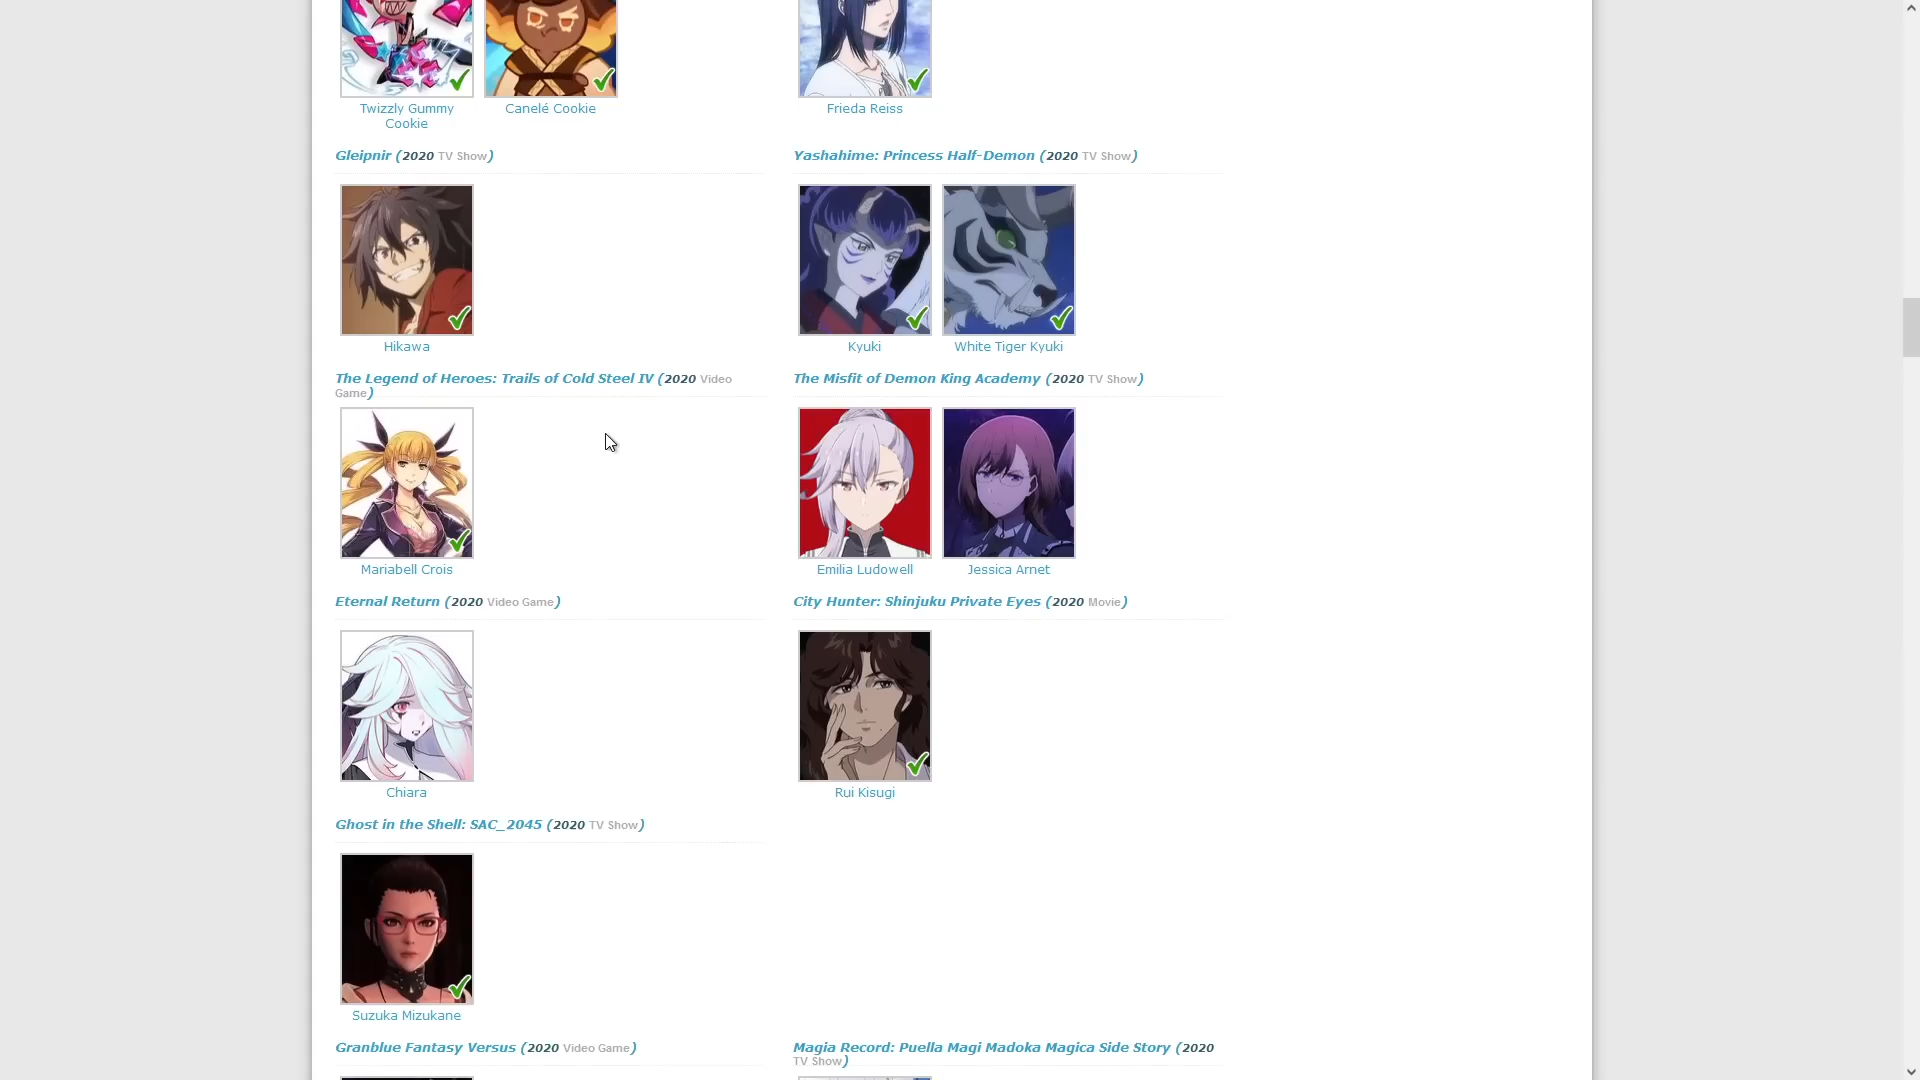 Twizzly Gummy
Cookie
Canelé Cookie
Frieda Reiss
Gleipnir (2020 TV Show)
Yashahime: Princess Half-Demon (2020 TV Show)
Hikawa
Kyuki
White Tiger Kyuki
The Legend of Heroes: Trails of Cold Steel IV (2020 Video
Game)
The Misfit of Demon King Academy (2020 TV Show)
Mariabell Crois
Emilia Ludowell
Jessica Arnet
Eternal Return (2020 Video Game)
City Hunter: Shinjuku Private Eyes (2020 Movie)
Chiara
Rui Kisugi
Ghost in the Shell: SAC_2045 (2020 TV Show)
Suzuka Mizukane
Granblue Fantasy Versus (2020 Video Game)
Magia Record: Puella Magi Madoka Magica Side Story (2020
TV Show)